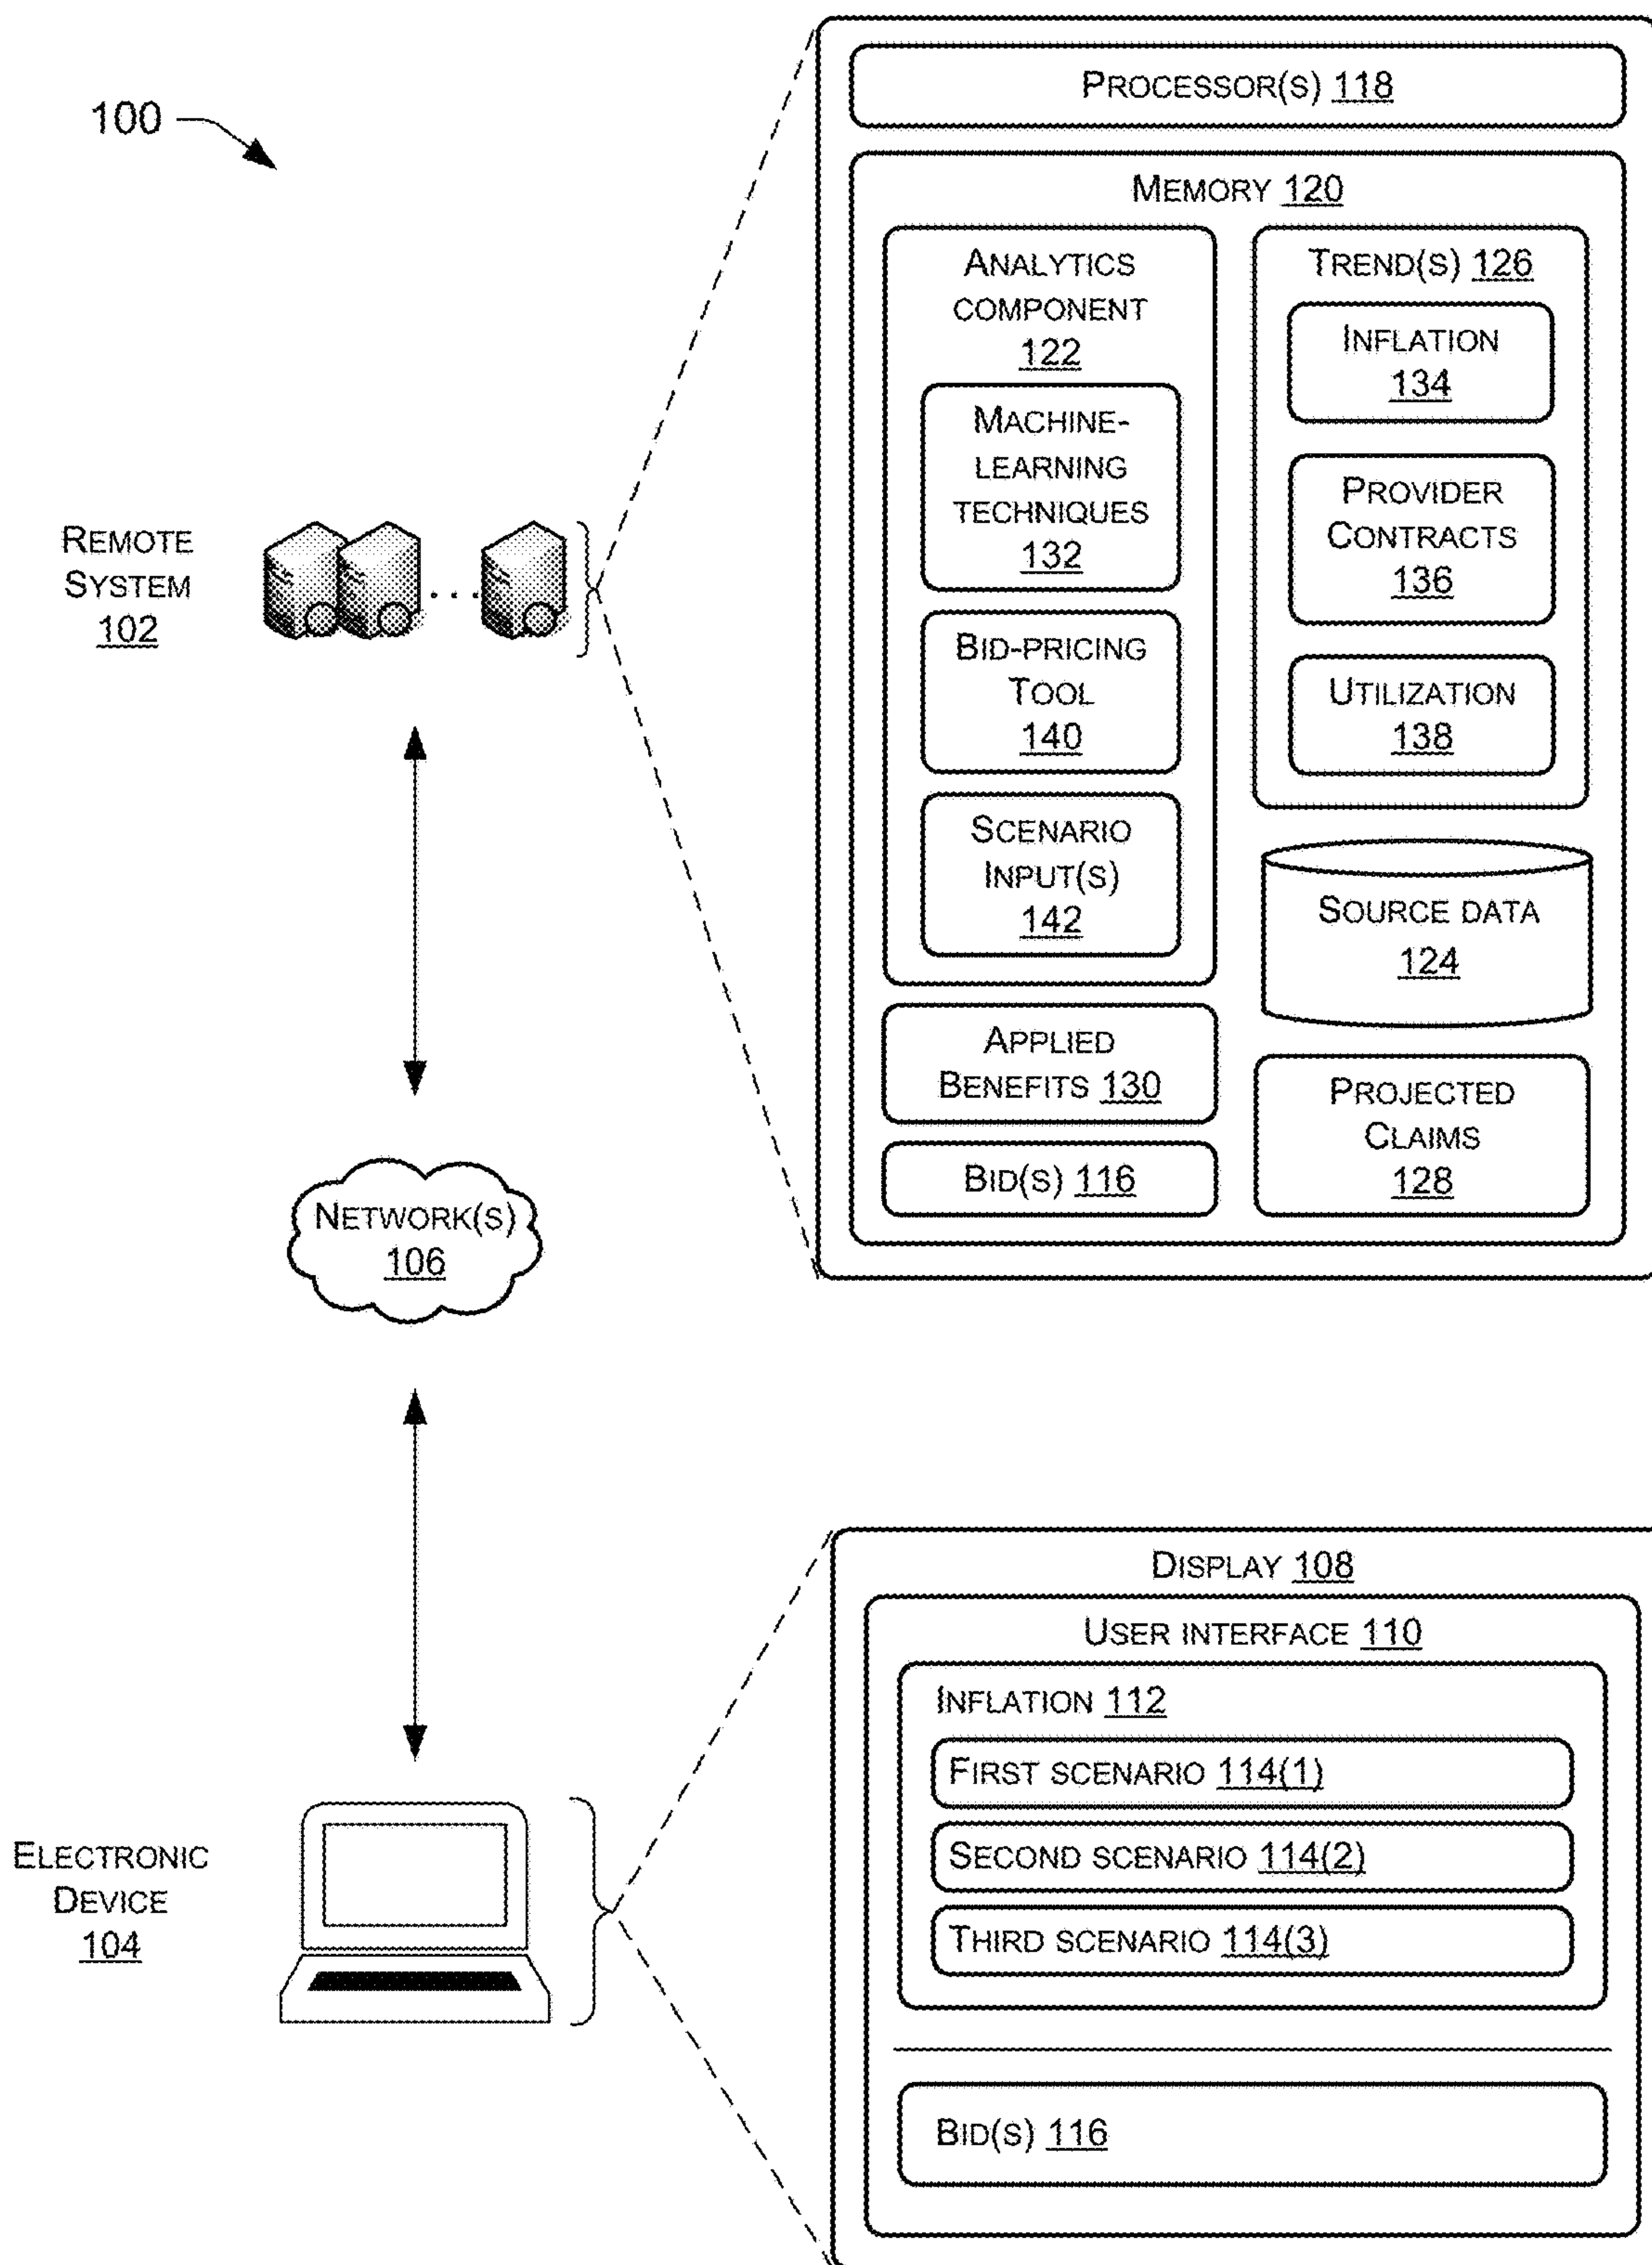 100
PROCESSOR(S) 118
MEMORY 120
ANALYTICS
COMPONENT
122
MACHINE-
LEARNING
TECHNIQUES
132
BID-PRICING
TOOL
140
SCENARIO
INPUT(S)
142
TREND(S) 126
INFLATION
134
PROVIDER
CONTRACTS
136
UTILIZATION
138
SOURCE DATA
124
APPLIED
BENEFITS 130
BID(S) 116
PROJECTED
CLAIMS
128
REMOTE
SYSTEM
102
...
NETWORK(S)
106
ELECTRONIC
DEVICE
104
DISPLAY 108
USER INTERFACE 110
INFLATION 112
FIRST SCENARIO 114(1)
SECOND SCENARIO 114(2)
THIRD SCENARIO 114(3)
BID(S) 116